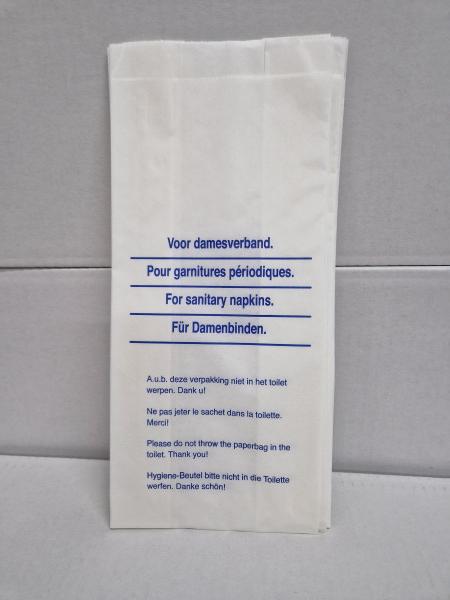 Voor damesverband.
Pour garnitures périodiques.
For sanitary napkins.
Für Damenbinden.
A.u.b. deze verpakking niet in het toilet
werpen. Dank u!
Ne pas jeter le sachet dans la toilette.
Merci!
Please do not throw the paperbag in the
toilet. Thank you!
Hygiene-Beutel bitte nicht in die Toilette
werfen. Danke schön!